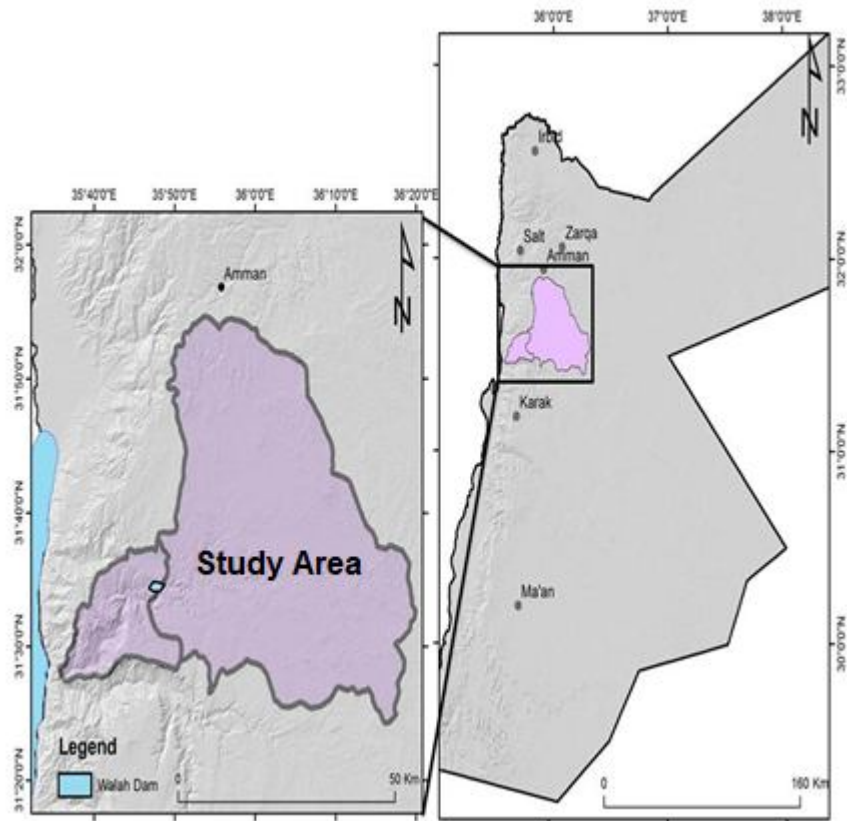 36°0'0"E 37°0'0"E 38°0'0"E
33°0'0"N
32°0'0"N
31°0'0"N
30°0'0"N
Irbid
Salt
Zarqa
Amman
Karak
Ma'an
N
0 160 Km
35°40'0"E 35°50'0"E 36°0'0"E 36°10'0"E 36°20'0"E
32°0'0"N
31°50'0"N
31°40'0"N
31°30'0"N
31°20'0"N
N
Amman
Study Area
Legend
Walah Dam
0 50 Km